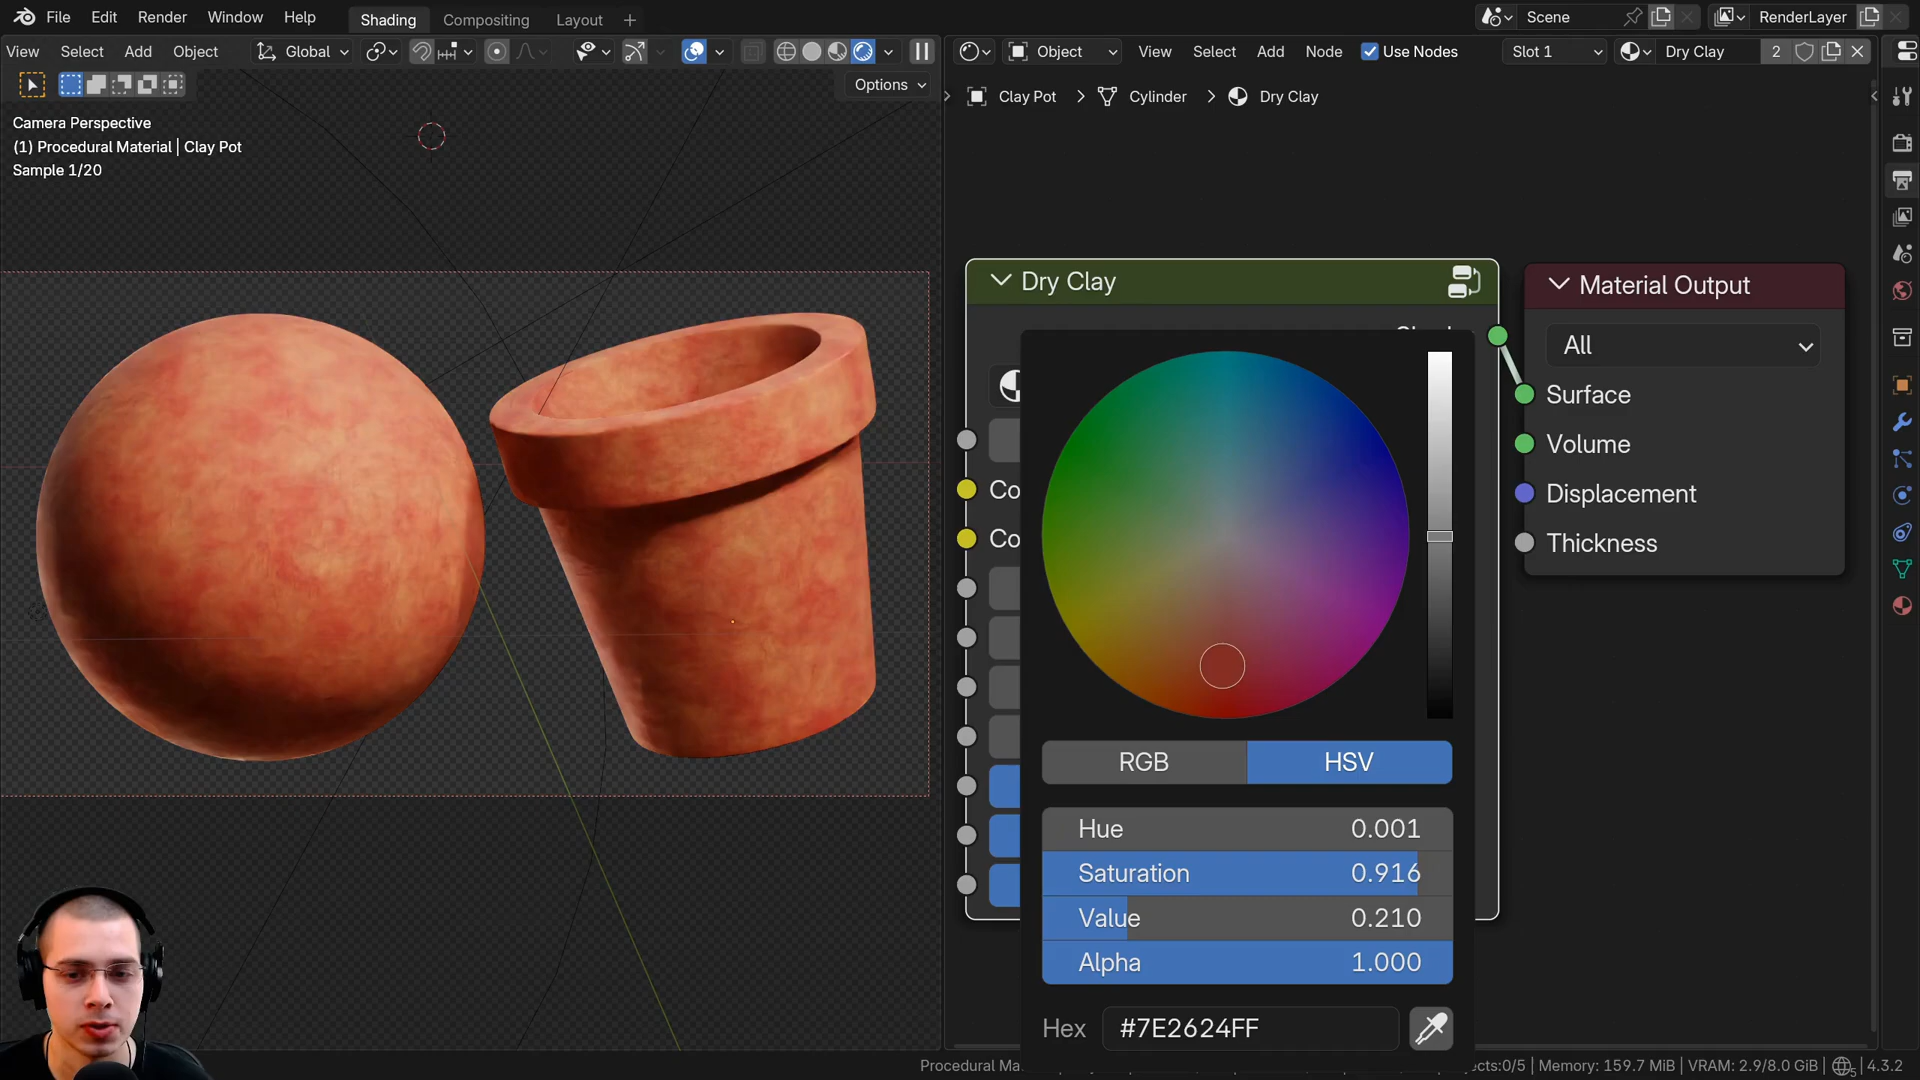 File Edit Render Window Help Shading Compositing Layout + Scene RenderLayer
View Select Add Object Global Object View Select Add Node Use Nodes Slot 1 Dry Clay 2
Options
Clay Pot > Cylinder > Dry Clay
Camera Perspective
(1) Procedural Material | Clay Pot
Sample 1/20
Dry Clay
Material Output
All
Surface
Volume
Displacement
Thickness
Co
Co
RGB HSV
Hue 0.001
Saturation 0.916
Value 0.210
Alpha 1.000
Hex #7E2624FF
Procedural Ma
jects:0/5 | Memory: 159.7 MiB | VRAM: 2.9/8.0 GiB | 5 4.3.2